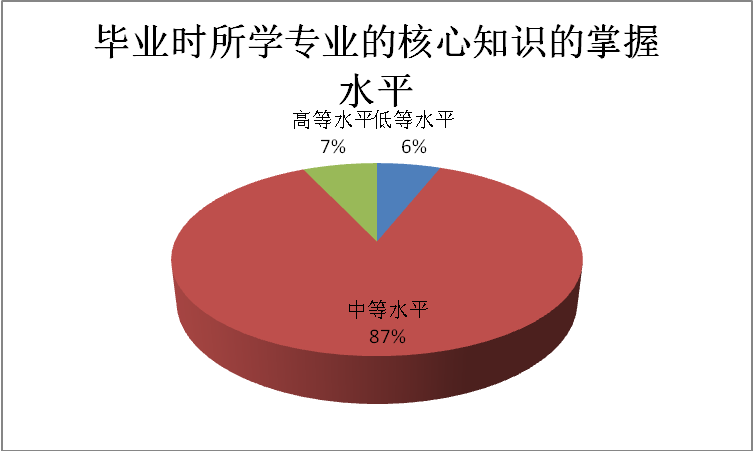 毕业时所学专业的核心知识的掌握
水平
高等水平
7%
低等水平
6%
中等水平
87%